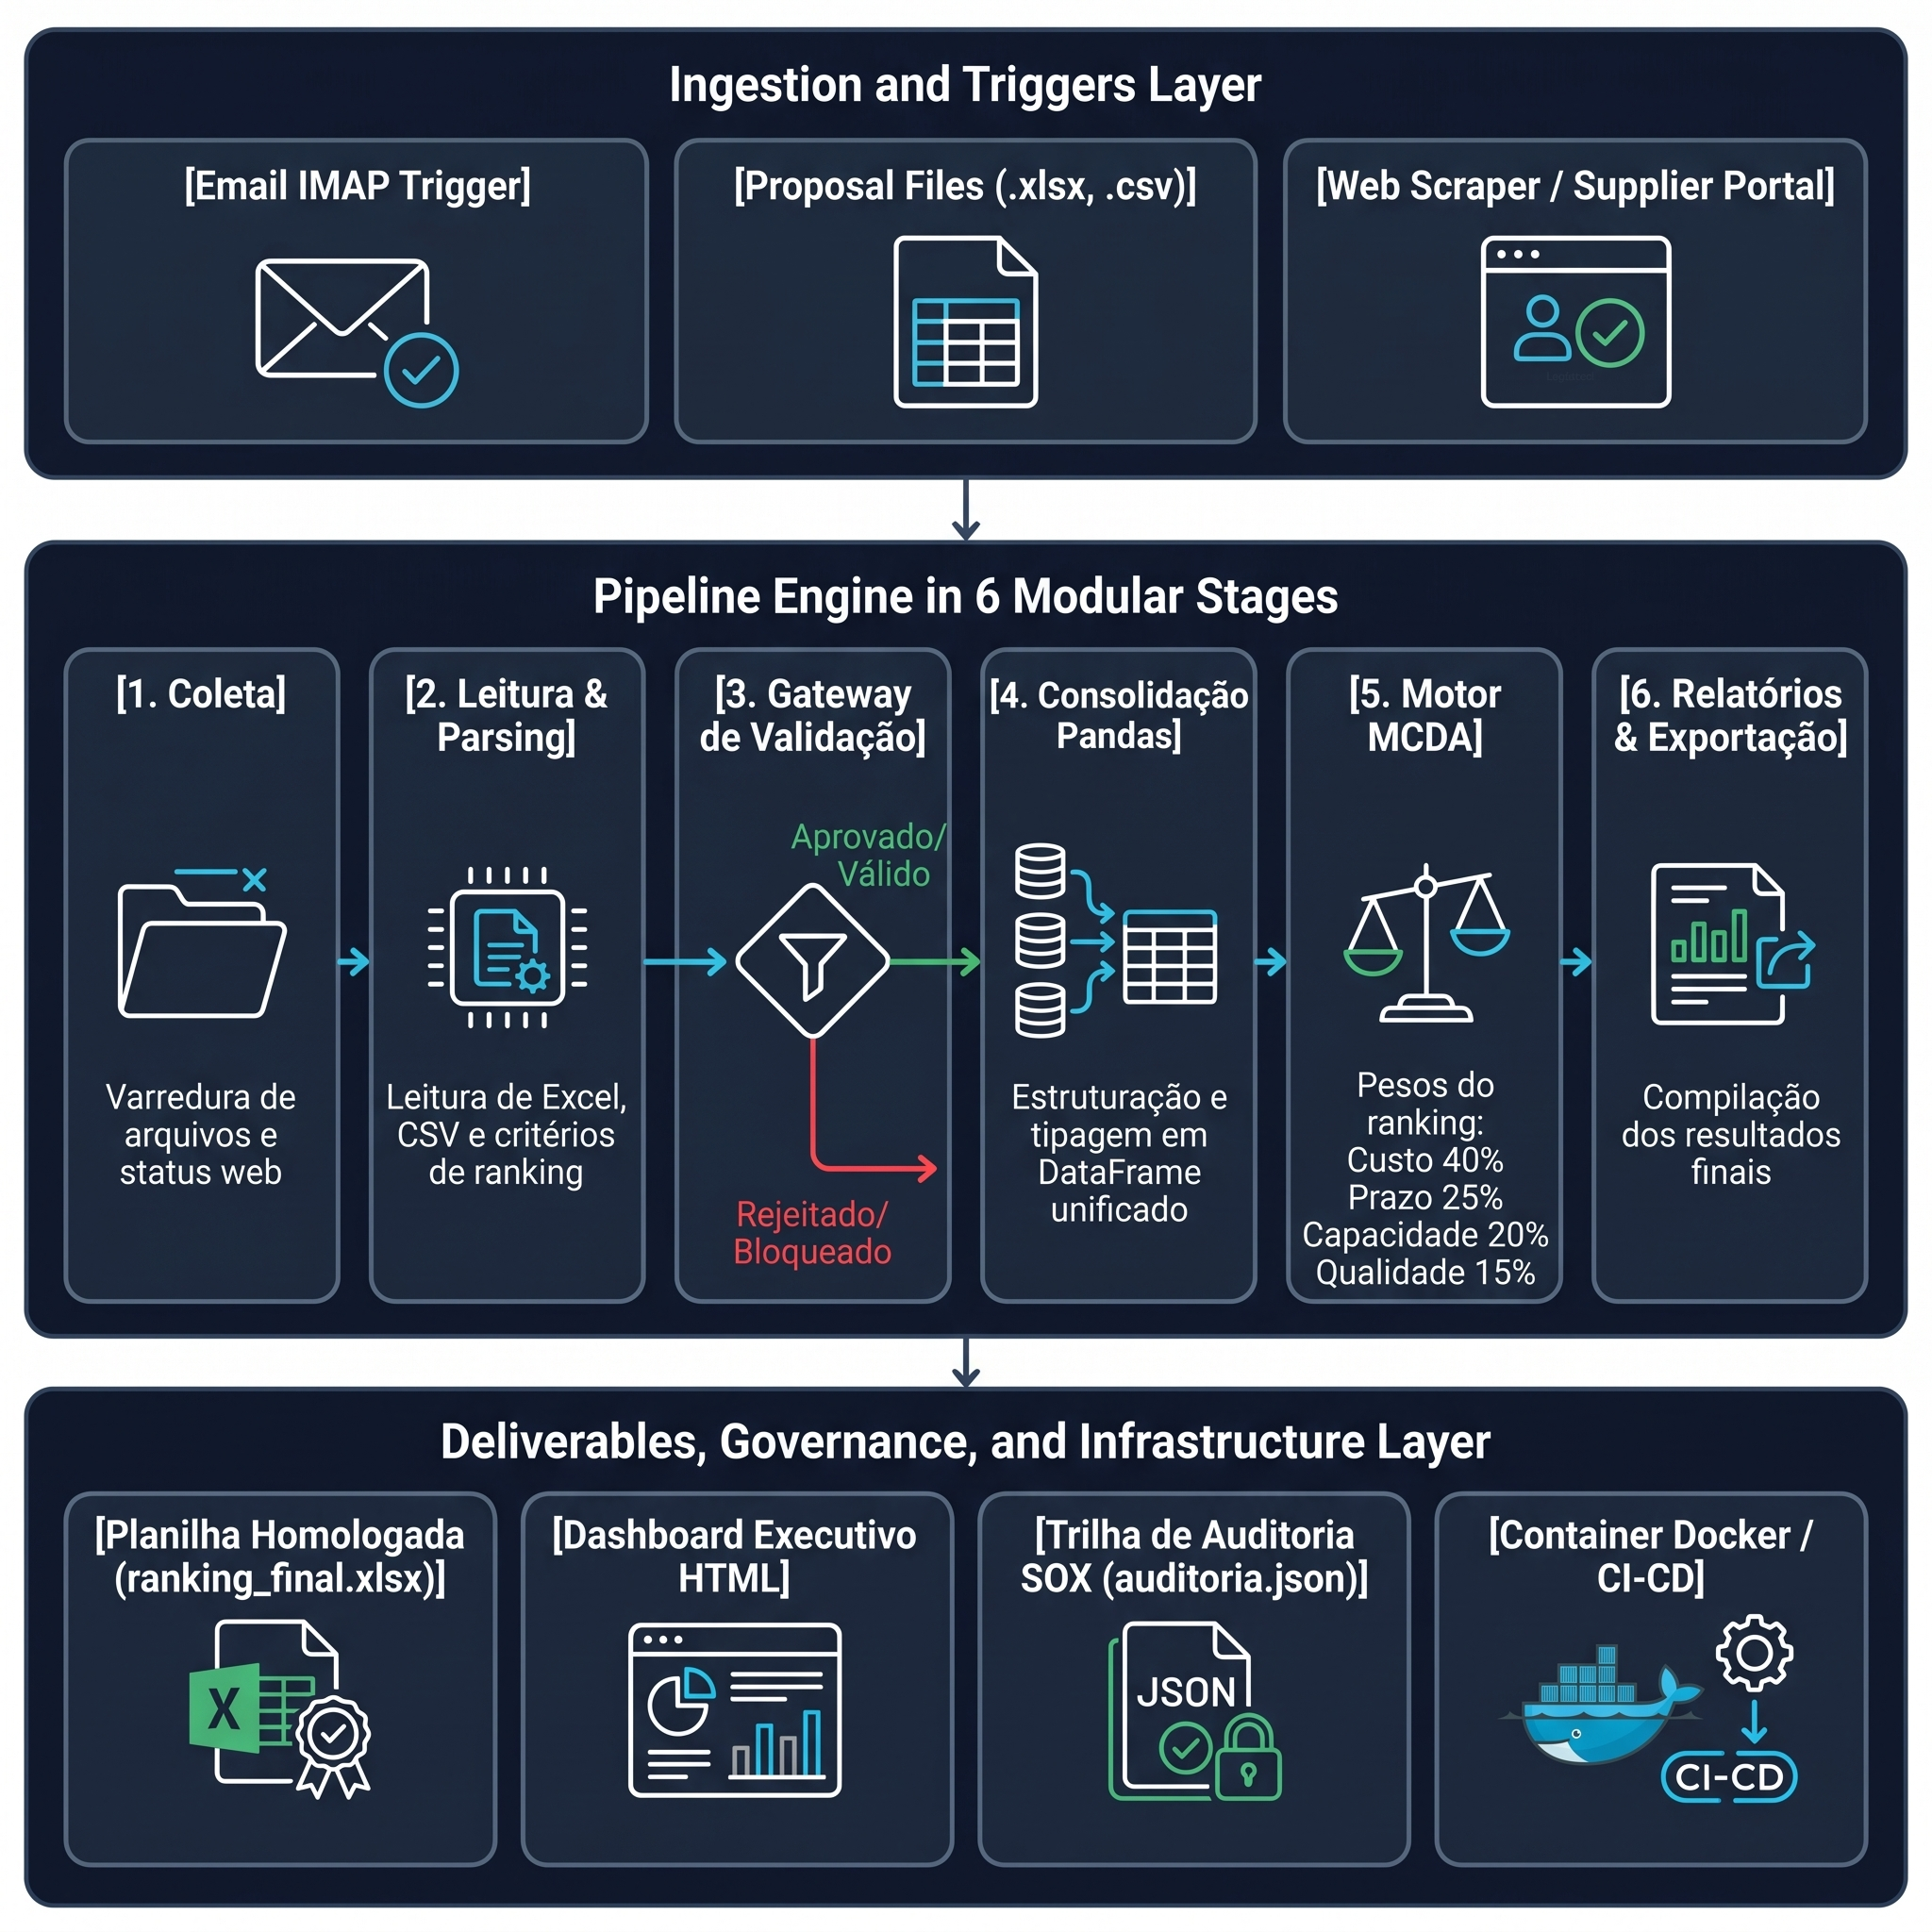 Ingestion and Triggers Layer
[Email IMAP Trigger]
[Proposal Files (.xlsx, .csv)]
[Web Scraper / Supplier Portal]
Pipeline Engine in 6 Modular Stages
[1. Coleta]
Varredura de
arquivos e
status web
[2. Leitura &
Parsing]
Leitura de Excel,
CSV e critérios
de ranking
[3. Gateway
de Validação]
Aprovado/
Válido
Rejeitado/
Bloqueado
[4. Consolidação
Pandas]
Estruturação e
tipagem em
DataFrame
unificado
[5. Motor
MCDA]
Pesos do
ranking:
Custo 40%
Prazo 25%
Capacidade 20%
Qualidade 15%
[6. Relatórios
& Exportação]
Compilação
dos resultados
finais
Deliverables, Governance, and Infrastructure Layer
[Planilha Homologada
(ranking_final.xlsx)]
X
[Dashboard Executivo
HTML]
[Trilha de Auditoria
SOX (auditoria.json)]
JSON
[Container Docker /
CI-CD]
CI-CD